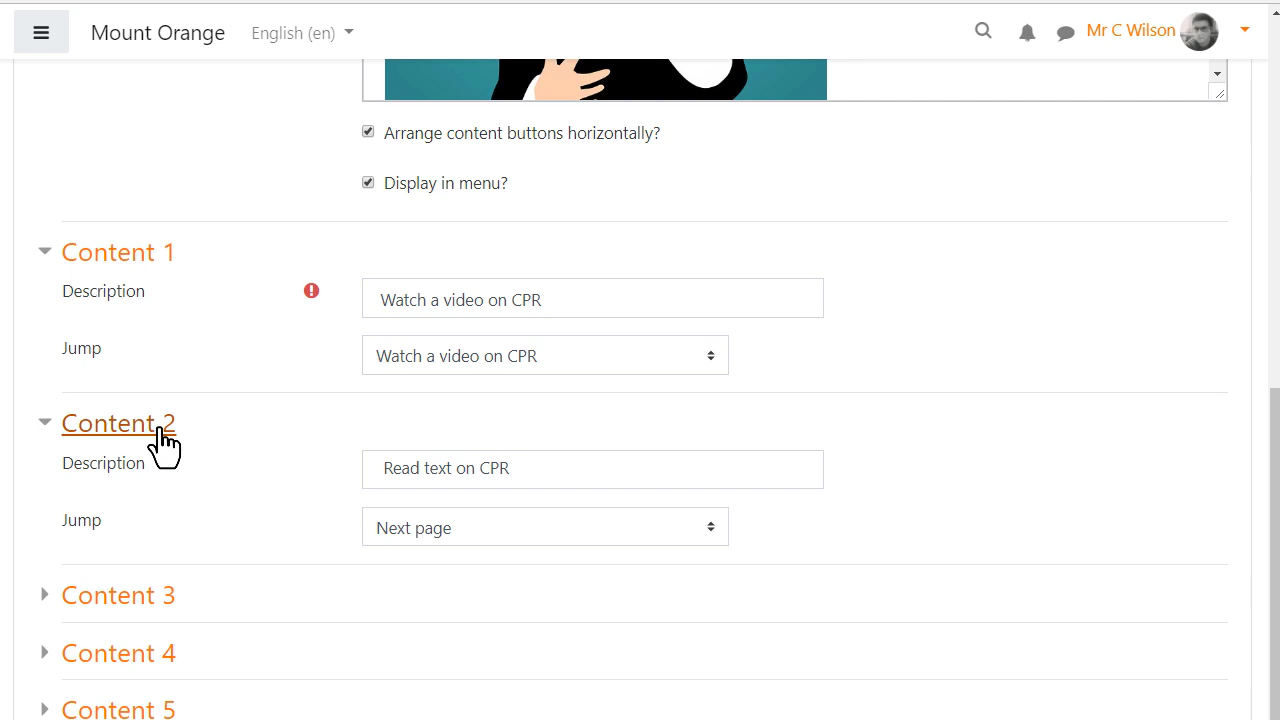 Mount Orange English (en) Mr C Wilson
Arrange content buttons horizontally?
Display in menu?
Content 1
Description Watch a video on CPR
Jump Watch a video on CPR
Content 2
Description Read text on CPR
Jump Next page
Content 3
Content 4
Content 5